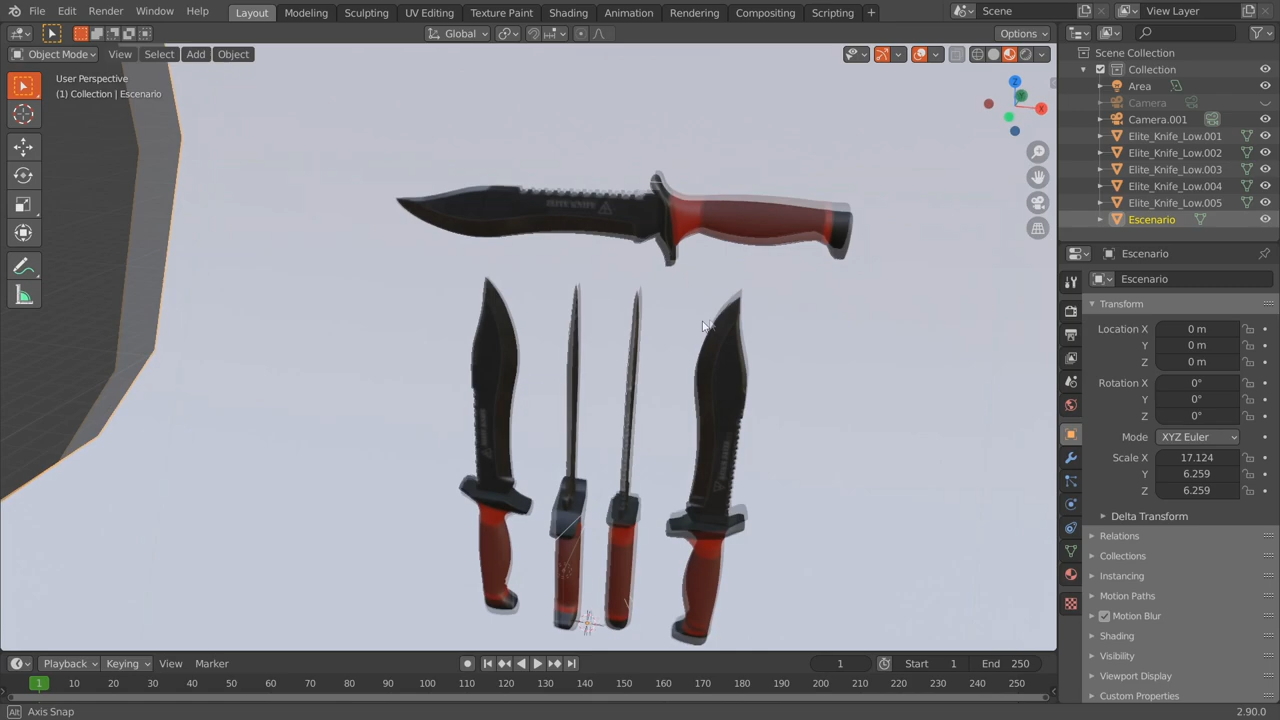 File Edit Render Window Help Layout Modeling Sculpting UV Editing Texture Paint Shading Animation Rendering Compositing Scripting + Scene View Layer
Global Options
Object Mode View Select Add Object
User Perspective
(1) Collection | Escenario
Z
Y
X
ELITE KNIFE
Scene Collection
Collection
Area
Camera
Camera.001
Elite_Knife_Low.001
Elite_Knife_Low.002
Elite_Knife_Low.003
Elite_Knife_Low.004
Elite_Knife_Low.005
Escenario
Escenario
Escenario
Transform
Location X 0 m
Y 0 m
Z 0 m
Rotation X 0°
Y 0°
Z 0°
Mode XYZ Euler
Scale X 17.124
Y 6.259
Z 6.259
Delta Transform
Relations
Collections
Instancing
Motion Paths
Motion Blur
Shading
Visibility
Viewport Display
Custom Properties
Playback Keying View Marker 1 Start 1 End 250
1 10 20 30 40 50 60 70 80 90 100 110 120 130 140 150 160 170 180 190 200 210 220 230 240 250
Alt Axis Snap 2.90.0